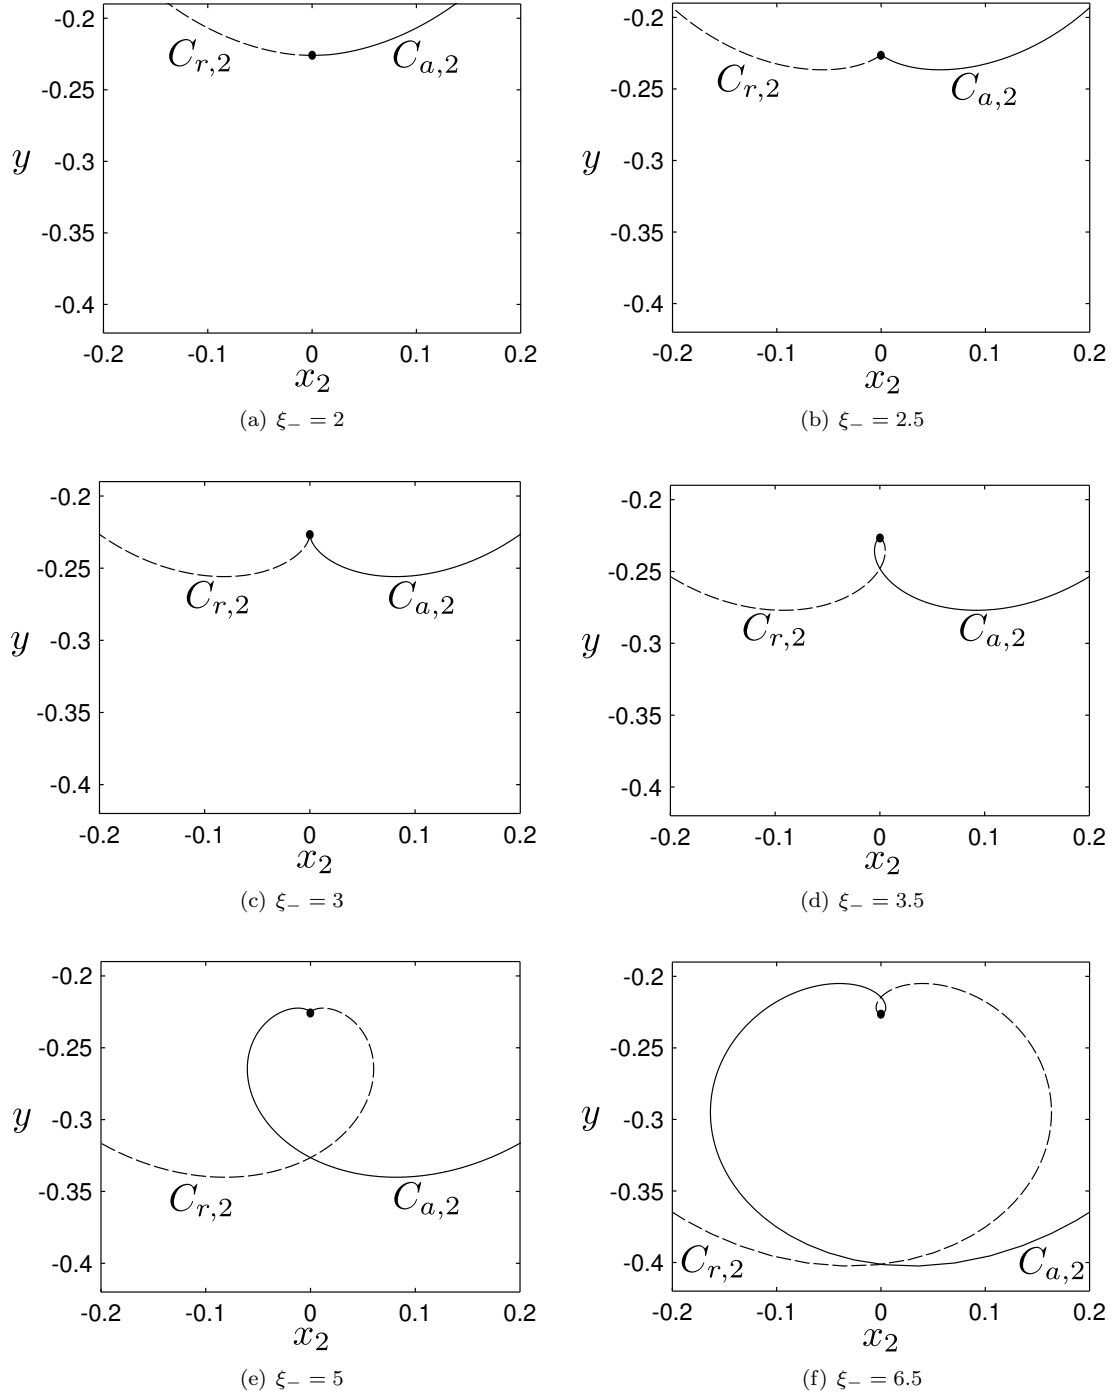 -0.2
-0.25
-0.3
-0.35
-0.4
y
C_{r,2}
C_{a,2}
-0.2 -0.1 0 0.1 0.2
x_2
(a) ξ_− = 2
-0.2
-0.25
-0.3
-0.35
-0.4
y
C_{r,2}
C_{a,2}
-0.2 -0.1 0 0.1 0.2
x_2
(b) ξ_− = 2.5
-0.2
-0.25
-0.3
-0.35
-0.4
y
C_{r,2}
C_{a,2}
-0.2 -0.1 0 0.1 0.2
x_2
(c) ξ_− = 3
-0.2
-0.25
-0.3
-0.35
-0.4
y
C_{r,2}
C_{a,2}
-0.2 -0.1 0 0.1 0.2
x_2
(d) ξ_− = 3.5
-0.2
-0.25
-0.3
-0.35
-0.4
y
C_{r,2}
C_{a,2}
-0.2 -0.1 0 0.1 0.2
x_2
(e) ξ_− = 5
-0.2
-0.25
-0.3
-0.35
-0.4
y
C_{r,2}
C_{a,2}
-0.2 -0.1 0 0.1 0.2
x_2
(f) ξ_− = 6.5